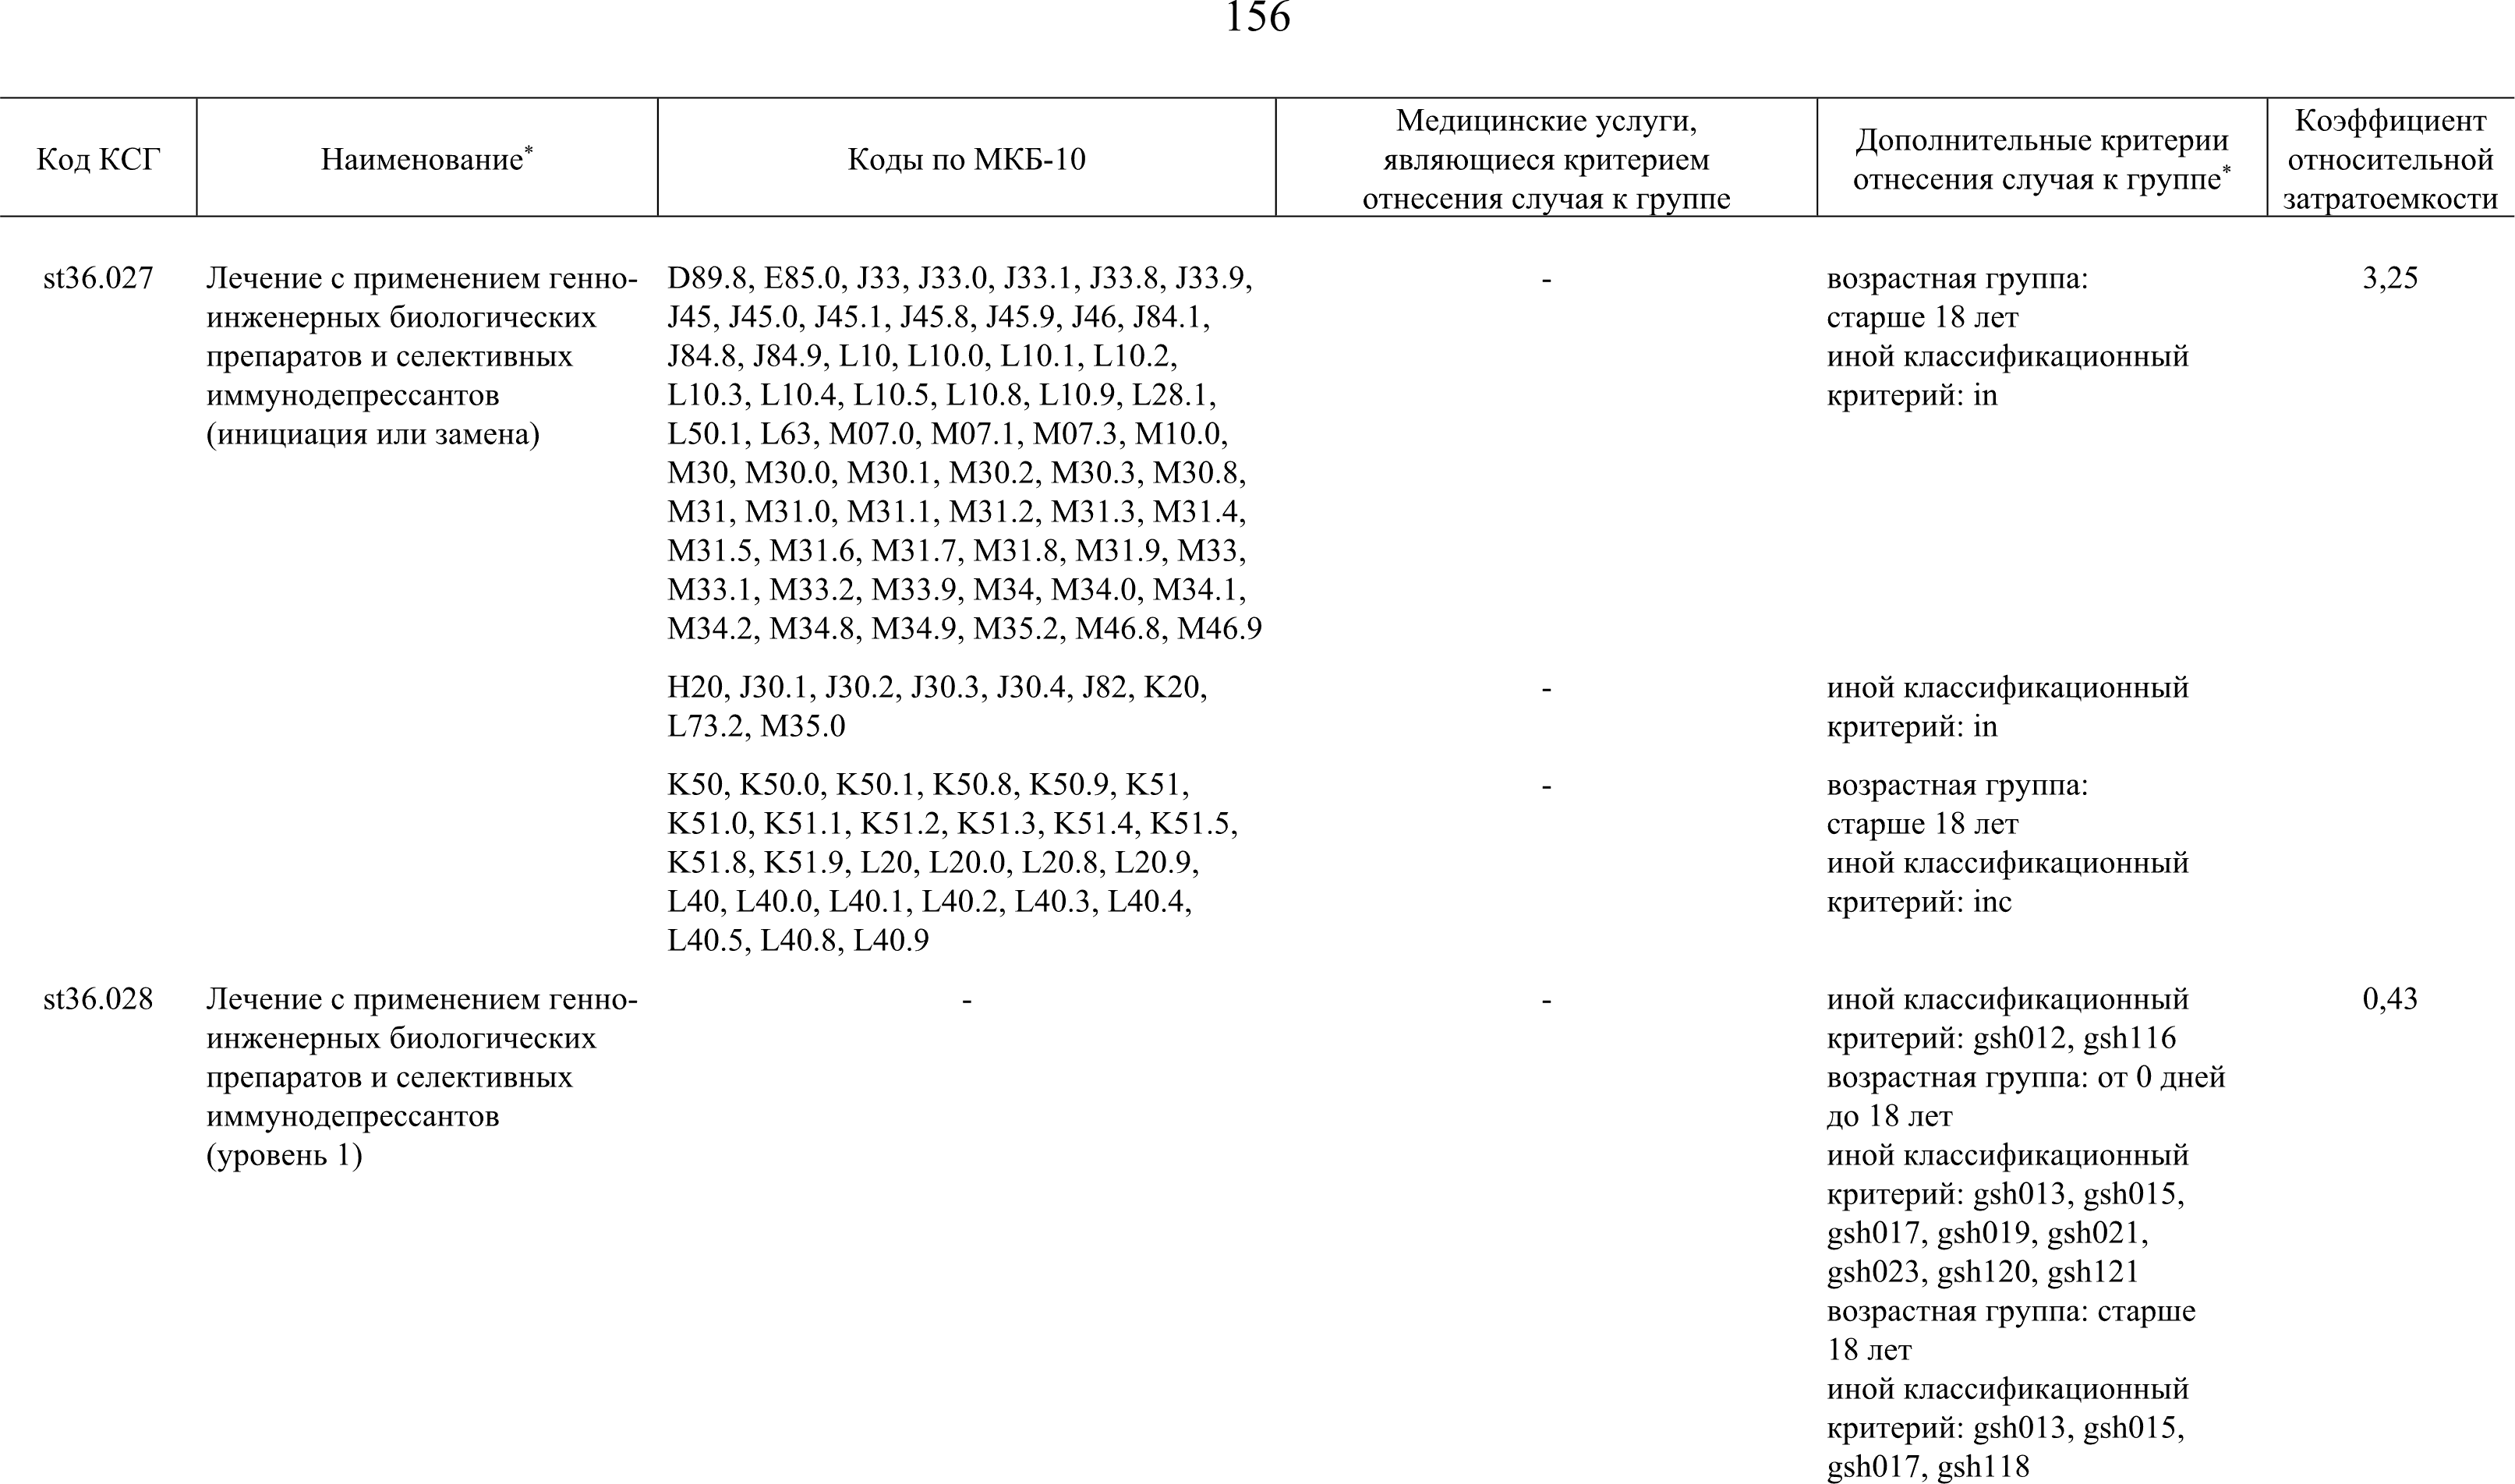 156
Код КСГ
Наименование*
Коды по МКБ-10
Медицинские услуги,
являющиеся критерием
отнесения случая к группе
Дополнительные критерии
отнесения случая к группе*
Коэффициент
относительной
затратоемкости
st36.027
Лечение с применением генно-
инженерных биологических
препаратов и селективных
иммунодепрессантов
(инициация или замена)
D89.8, E85.0, J33, J33.0, J33.1, J33.8, J33.9,
J45, J45.0, J45.1, J45.8, J45.9, J46, J84.1,
J84.8, J84.9, L10, L10.0, L10.1, L10.2,
L10.3, L10.4, L10.5, L10.8, L10.9, L28.1,
L50.1, L63, M07.0, M07.1, M07.3, M10.0,
M30, M30.0, M30.1, M30.2, M30.3, M30.8,
M31, M31.0, M31.1, M31.2, M31.3, M31.4,
M31.5, M31.6, M31.7, M31.8, M31.9, M33,
M33.1, M33.2, M33.9, M34, M34.0, M34.1,
M34.2, M34.8, M34.9, M35.2, M46.8, M46.9
-
возрастная группа:
старше 18 лет
иной классификационный
критерий: in
3,25
H20, J30.1, J30.2, J30.3, J30.4, J82, K20,
L73.2, M35.0
-
иной классификационный
критерий: in
K50, K50.0, K50.1, K50.8, K50.9, K51,
K51.0, K51.1, K51.2, K51.3, K51.4, K51.5,
K51.8, K51.9, L20, L20.0, L20.8, L20.9,
L40, L40.0, L40.1, L40.2, L40.3, L40.4,
L40.5, L40.8, L40.9
-
возрастная группа:
старше 18 лет
иной классификационный
критерий: inc
st36.028
Лечение с применением генно-
инженерных биологических
препаратов и селективных
иммунодепрессантов
(уровень 1)
-
-
иной классификационный
критерий: gsh012, gsh116
возрастная группа: от 0 дней
до 18 лет
иной классификационный
критерий: gsh013, gsh015,
gsh017, gsh019, gsh021,
gsh023, gsh120, gsh121
возрастная группа: старше
18 лет
иной классификационный
критерий: gsh013, gsh015,
gsh017, gsh118
0,43